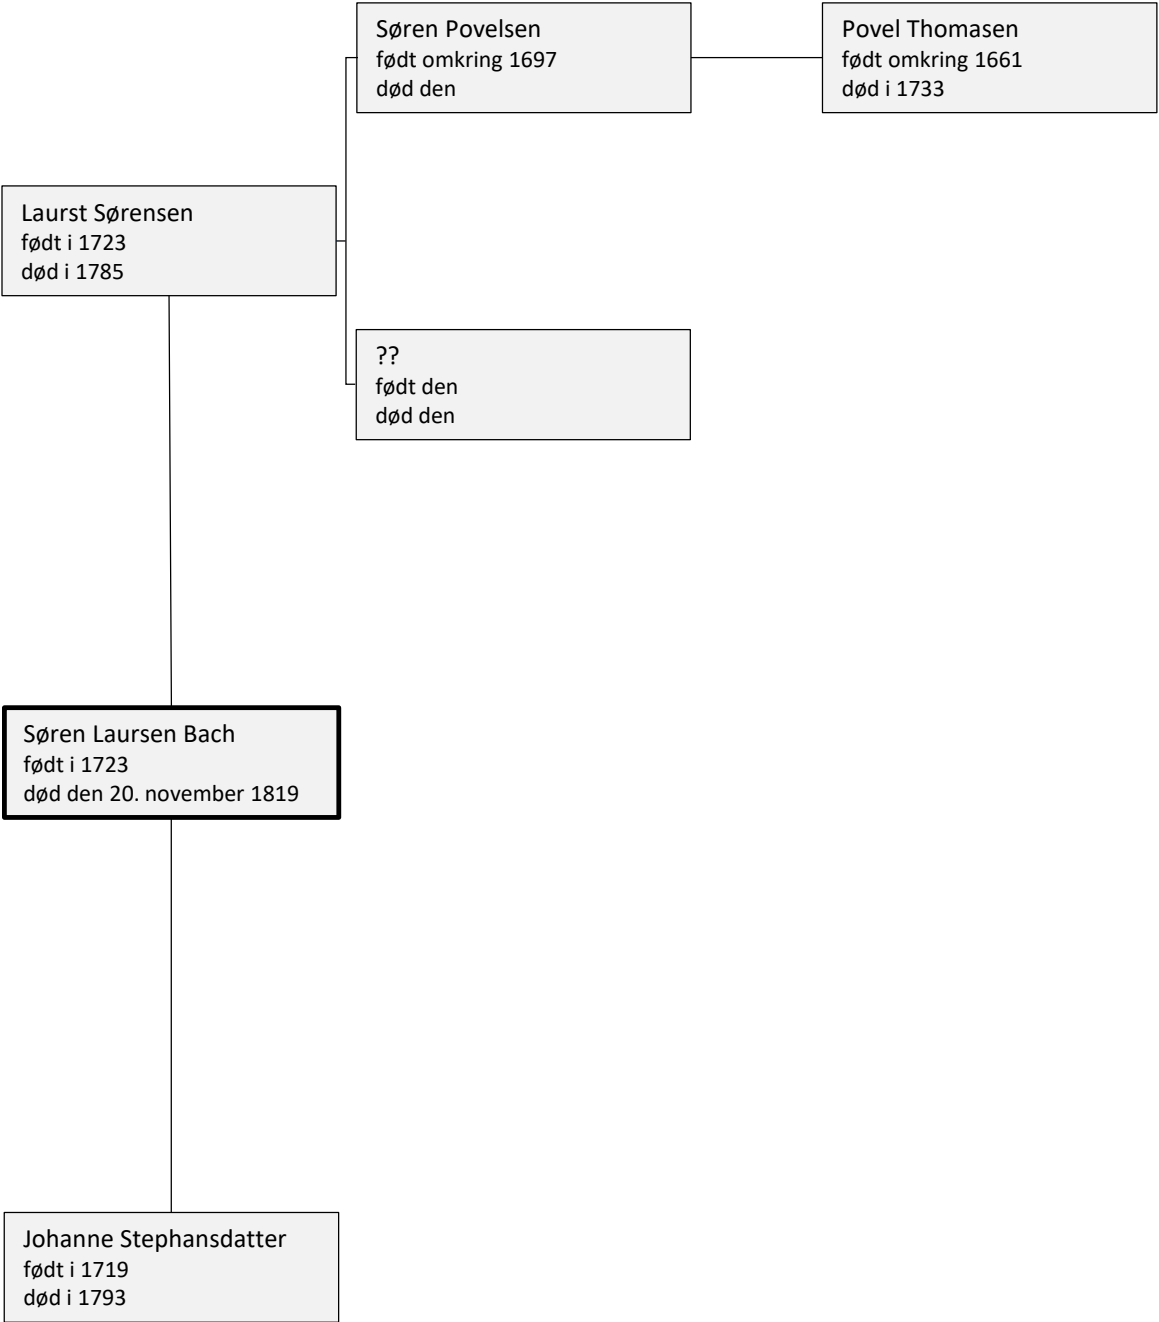 Søren Povelsen
født omkring 1697
død den
Povel Thomasen
født omkring 1661
død i 1733
Laurst Sørensen
født i 1723
død i 1785
??
født den
død den
Søren Laursen Bach
født i 1723
død den 20. november 1819
Johanne Stephansdatter
født i 1719
død i 1793